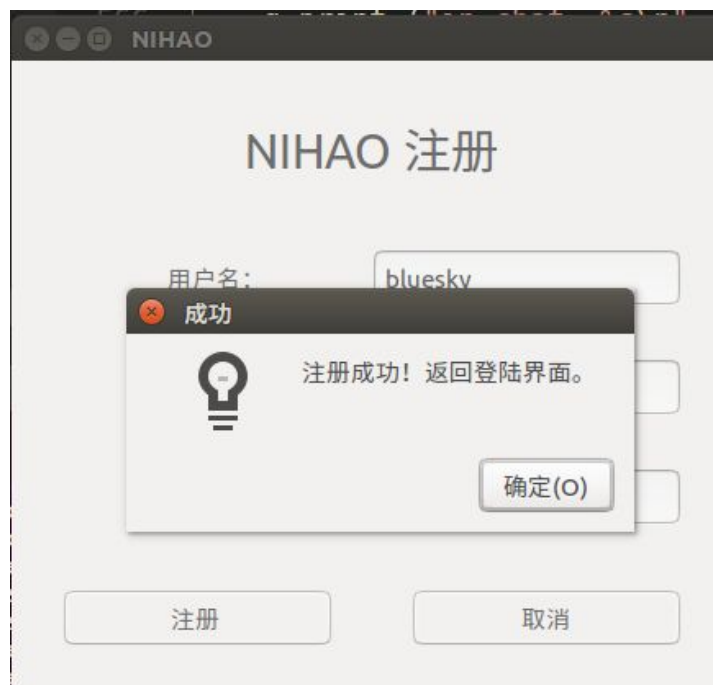 NIHAO
NIHAO 注册
用户名：
bluesky
成功
注册成功！返回登陆界面。
确定(O)
注册
取消